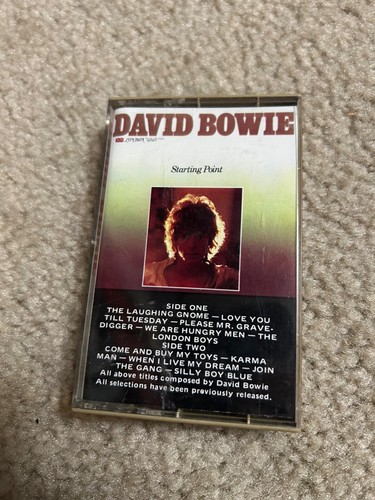 DAVID BOWIE
Starting Point
SIDE ONE
THE LAUGHING GNOME — LOVE YOU
TILL TUESDAY — PLEASE MR. GRAVE-
DIGGER — WE ARE HUNGRY MEN — THE
LONDON BOYS
SIDE TWO
COME AND BUY MY TOYS — KARMA
MAN — WHEN I LIVE MY DREAM — JOIN
THE GANG — SILLY BOY BLUE
All above titles composed by David Bowie
All selections have been previously released.